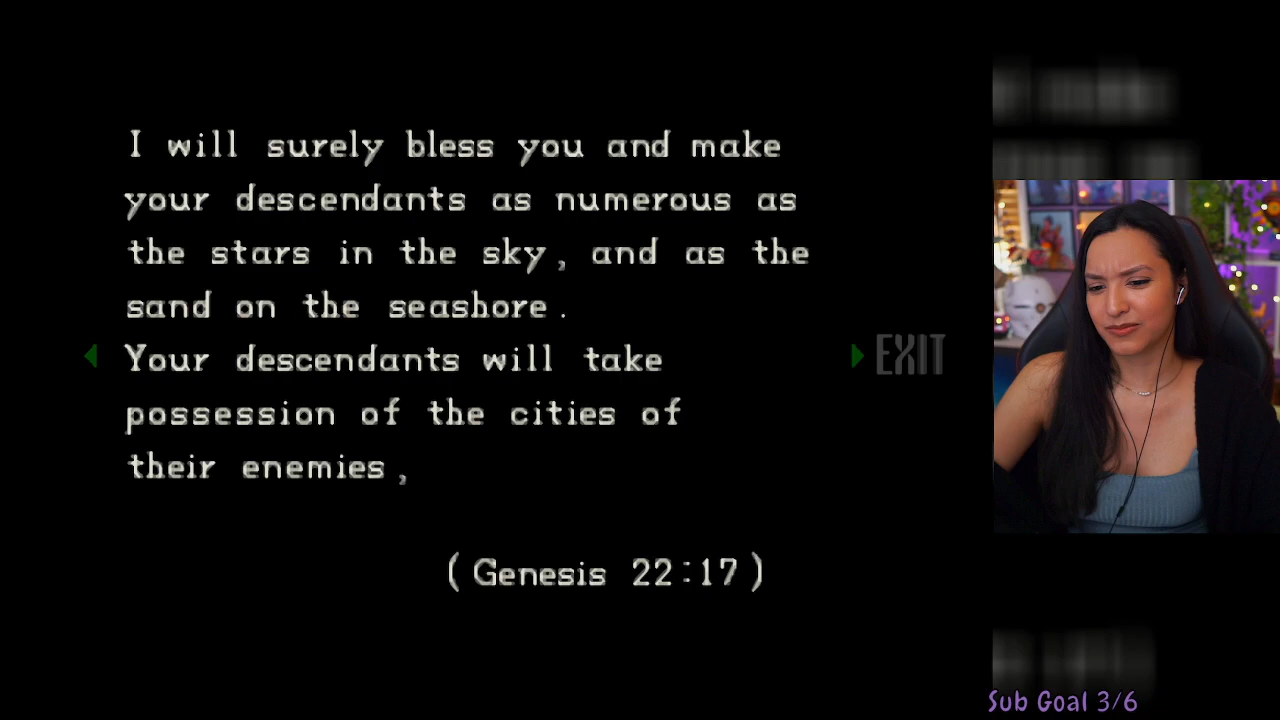 I will surely bless you and make
your descendants as numerous as
the stars in the sky, and as the
sand on the seashore.
Your descendants will take
possession of the cities of
their enemies,
(Genesis 22:17)
EXIT
Sub Goal 3/6